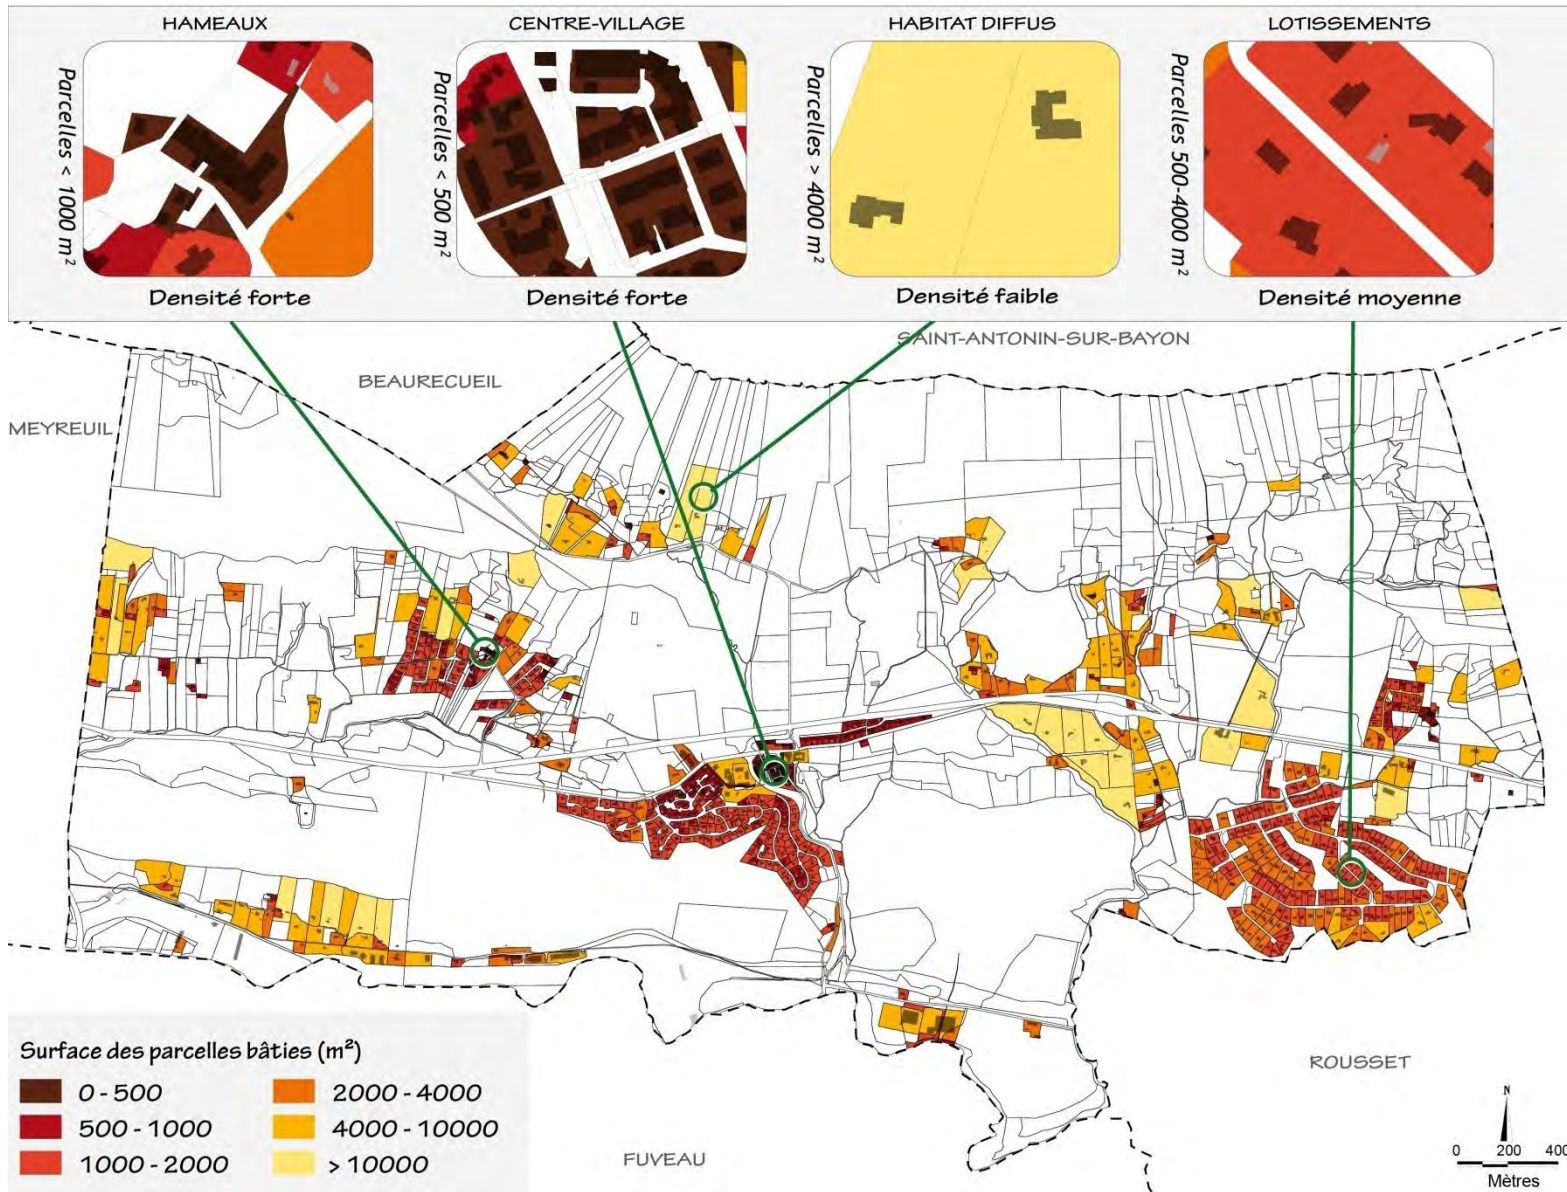 HAMEAUX
CENTRE-VILLAGE
HABITAT DIFFUS
LOTISSEMENTS
Parcelles < 1000 m²
Parcelles < 500 m²
Parcelles > 4000 m²
Parcelles 500-4000 m²
Densité forte
Densité forte
Densité faible
Densité moyenne
SAINT-ANTONIN-SUR-BAYON
BEAURECUEIL
MEYREUIL
ROUSSET
FUVEAU
Surface des parcelles bâties (m²)
0 - 500
2000 - 4000
500 - 1000
4000 - 10000
1000 - 2000
> 10000
N
0 200 400
Mètres